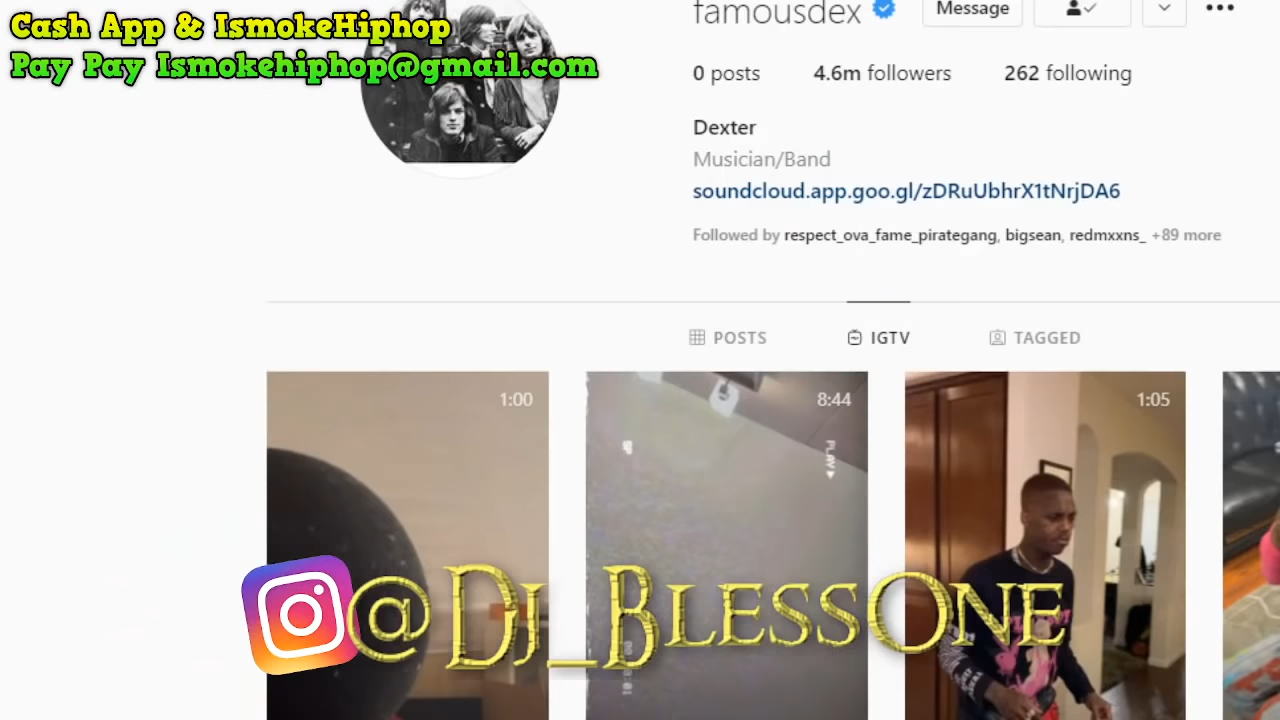 Cash App & IsmokeHiphop
Pay Pay Ismokehiphop@gmail.com
famousdex Message
0 posts 4.6m followers 262 following
Dexter
Musician/Band
soundcloud.app.goo.gl/zDRuUbhrX1tNrjDA6
Followed by respect_ova_fame_pirategang, bigsean, redmxxns_ +89 more
POSTS IGTV TAGGED
1:00 8:44 1:05
SP PLAY
@Dj_BlessOne